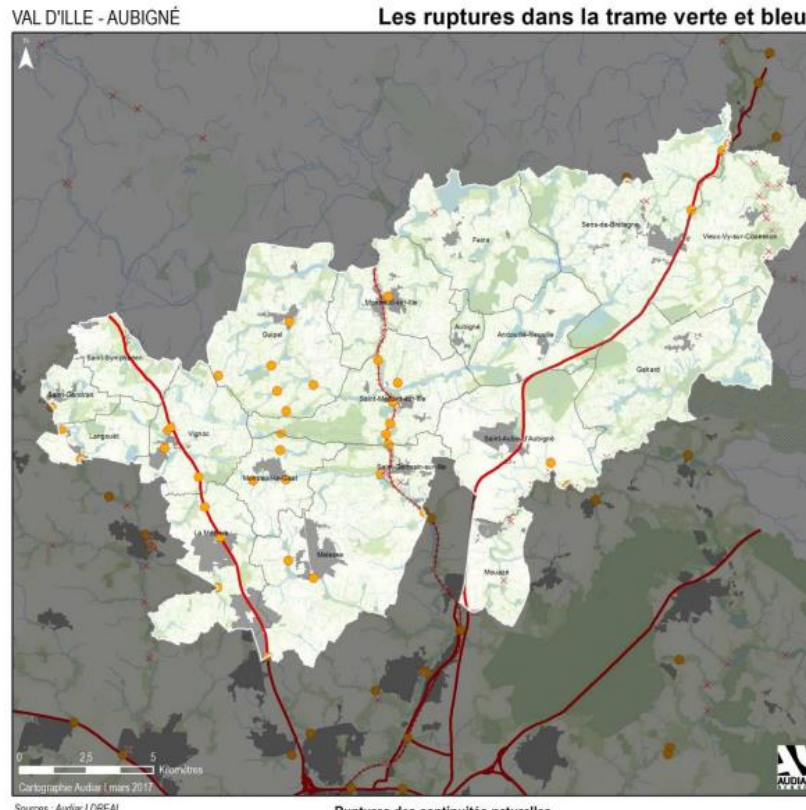 VAL D'ILLE - AUBIGNÉ
Les ruptures dans la trame verte et bleu
Feins
Sens-de-Bretagne
Vieux-Vy-sur-Couesnon
Montreuil-sur-Ille
Guipel
Aubigné
Andouillé-Neuville
Saint-Symphorien
Gahard
Saint-Gondran
Saint-Médard-sur-Ille
Langouët
Vignoc
Saint-Aubin-d'Aubigné
Saint-Germain-sur-Ille
Montreuil-le-Gast
La Mézière
Melesse
Mouazé
0 2,5 5
Kilomètres
Cartographie Audiar I mars 2017
AUDIAR
Sources : Audiar, I DREAL
Ruptures des continuités naturelles